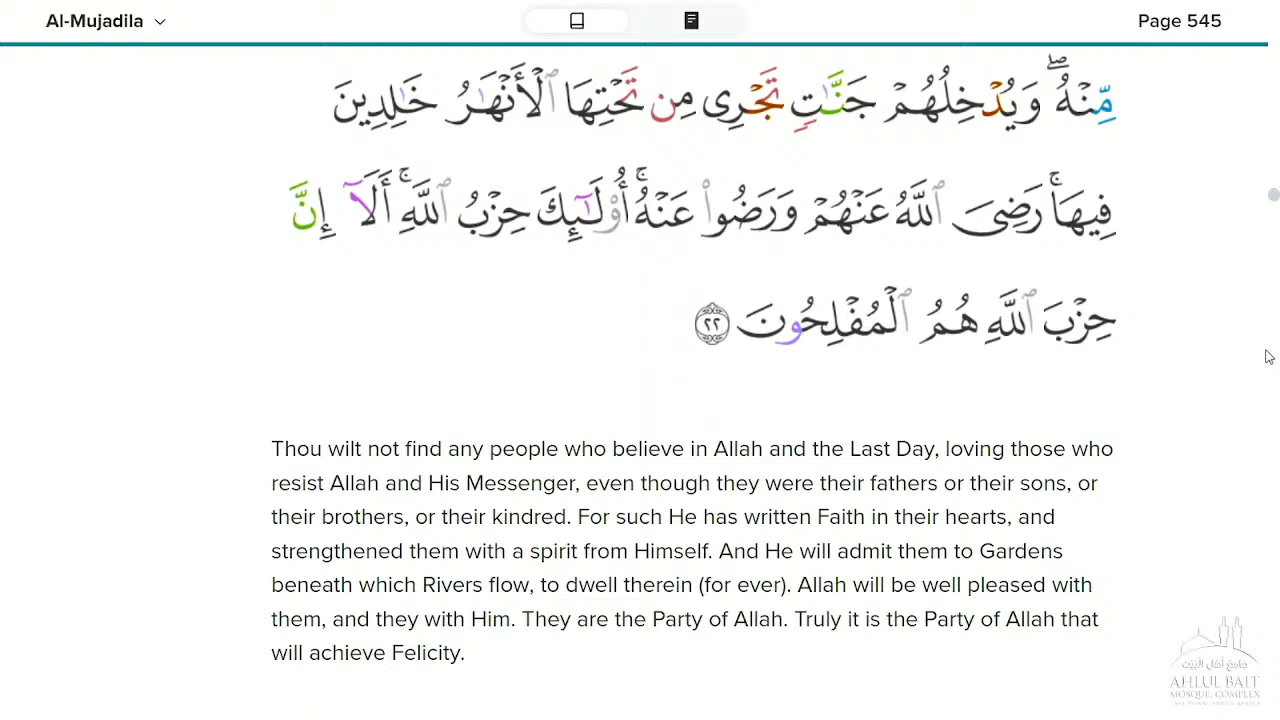 Al-Mujadila
Page 545
مِّنْهُ ۖ وَيُدْخِلُهُمْ جَنَّٰتٍ تَجْرِى مِن تَحْتِهَا ٱلْأَنْهَٰرُ خَٰلِدِينَ
فِيهَا ۚ رَضِىَ ٱللَّهُ عَنْهُمْ وَرَضُوا۟ عَنْهُ ۚ أُو۟لَٰٓئِكَ حِزْبُ ٱللَّهِ ۚ أَلَآ إِنَّ
حِزْبَ ٱللَّهِ هُمُ ٱلْمُفْلِحُونَ ٢٢
Thou wilt not find any people who believe in Allah and the Last Day, loving those who
resist Allah and His Messenger, even though they were their fathers or their sons, or
their brothers, or their kindred. For such He has written Faith in their hearts, and
strengthened them with a spirit from Himself. And He will admit them to Gardens
beneath which Rivers flow, to dwell therein (for ever). Allah will be well pleased with
them, and they with Him. They are the Party of Allah. Truly it is the Party of Allah that
will achieve Felicity.
جامع أهل البيت
AHLUL BAIT
MOSQUE COMPLEX